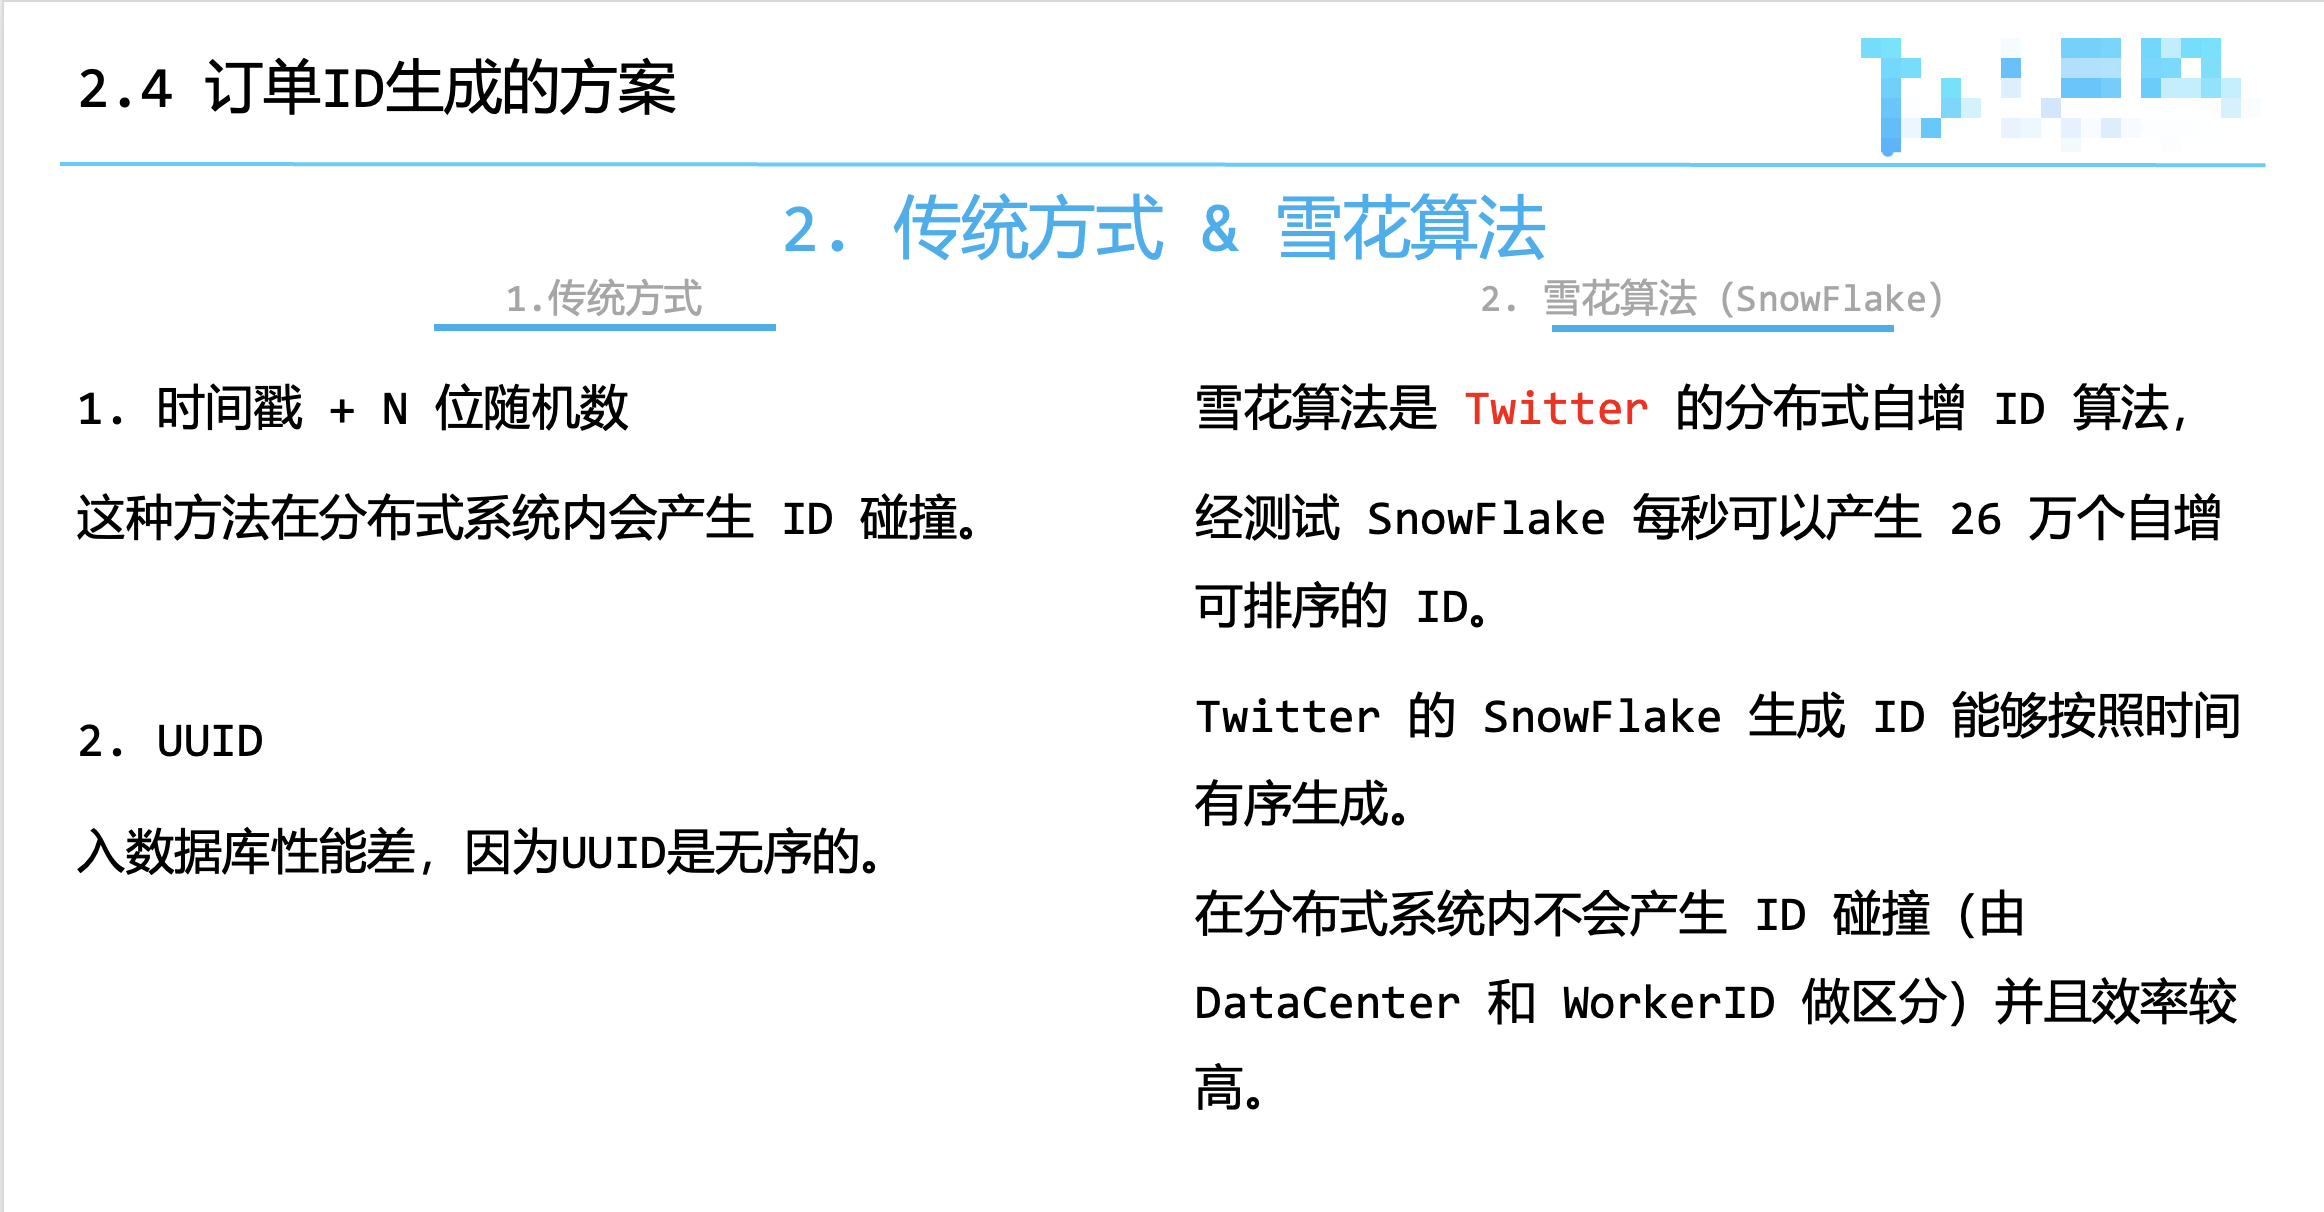 2.4 订单ID生成的方案
2. 传统方式 & 雪花算法
1.传统方式
1. 时间戳 + N 位随机数
这种方法在分布式系统内会产生 ID 碰撞。
2. UUID
入数据库性能差，因为UUID是无序的。
2. 雪花算法（SnowFlake）
雪花算法是 Twitter 的分布式自增 ID 算法，
经测试 SnowFlake 每秒可以产生 26 万个自增
可排序的 ID。
Twitter 的 SnowFlake 生成 ID 能够按照时间
有序生成。
在分布式系统内不会产生 ID 碰撞（由
DataCenter 和 WorkerID 做区分）并且效率较
高。